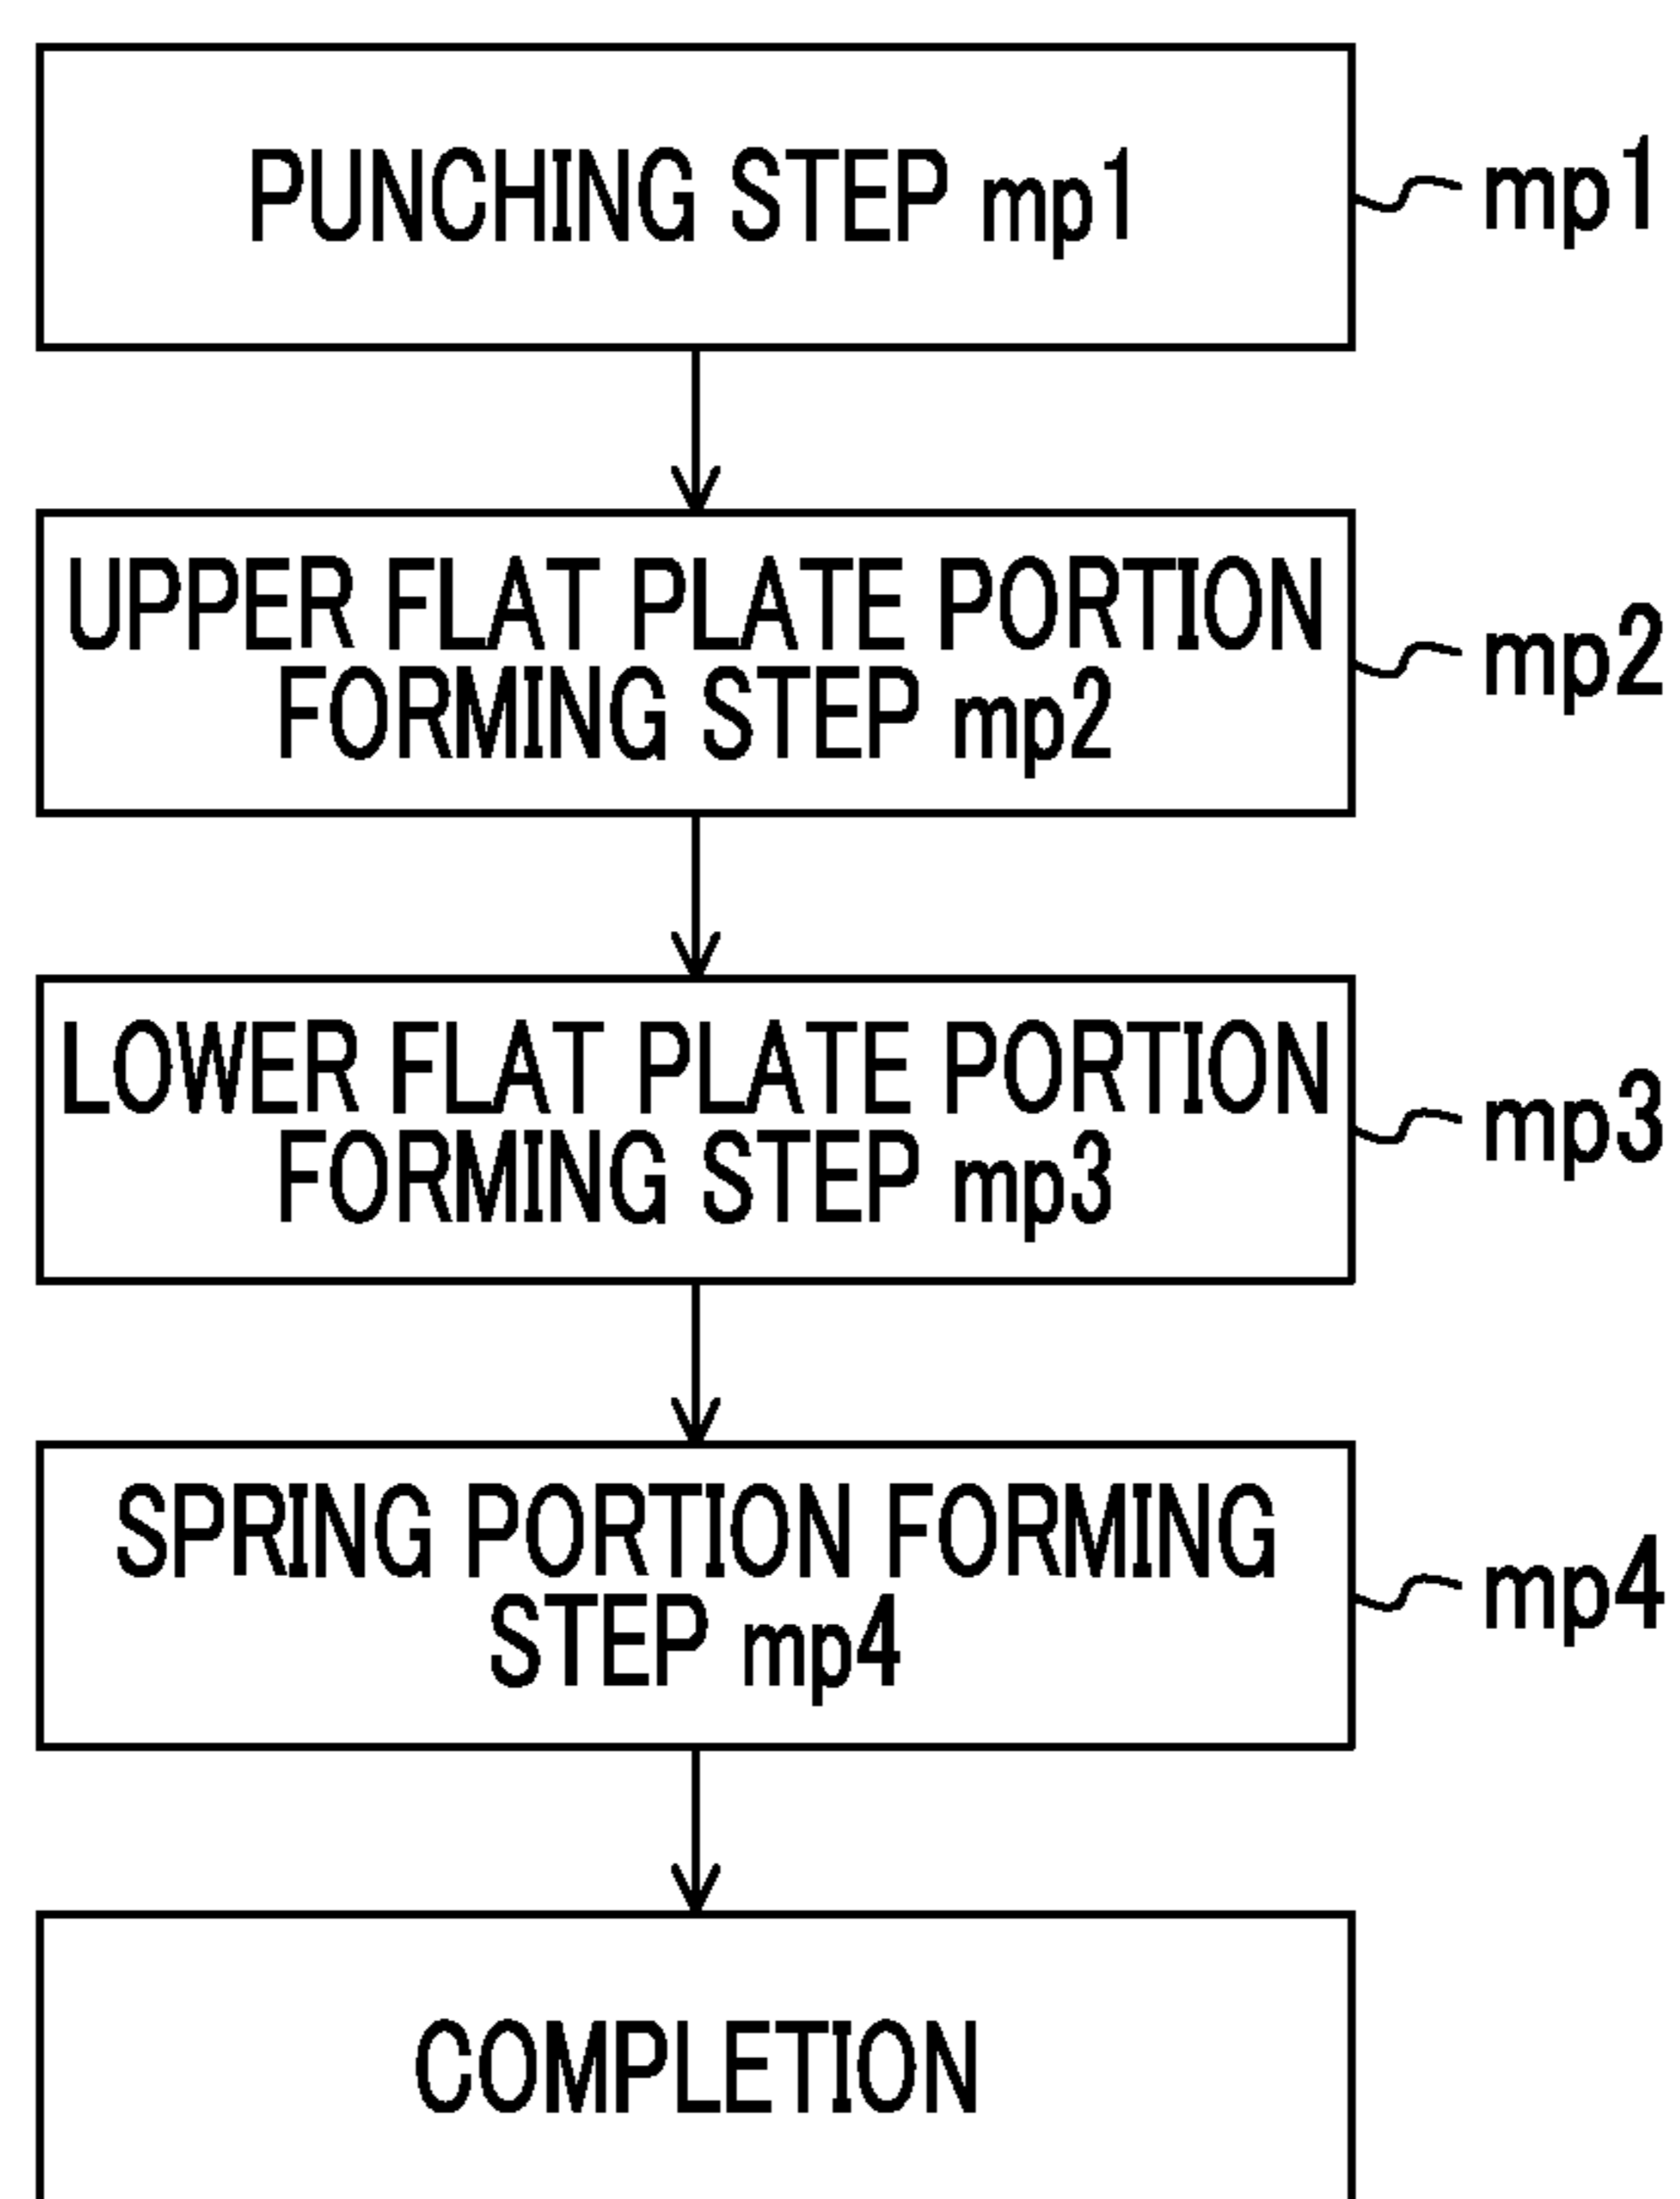 PUNCHING STEP mp1
mp1
UPPER FLAT PLATE PORTION
FORMING STEP mp2
mp2
LOWER FLAT PLATE PORTION
FORMING STEP mp3
mp3
SPRING PORTION FORMING
STEP mp4
mp4
COMPLETION